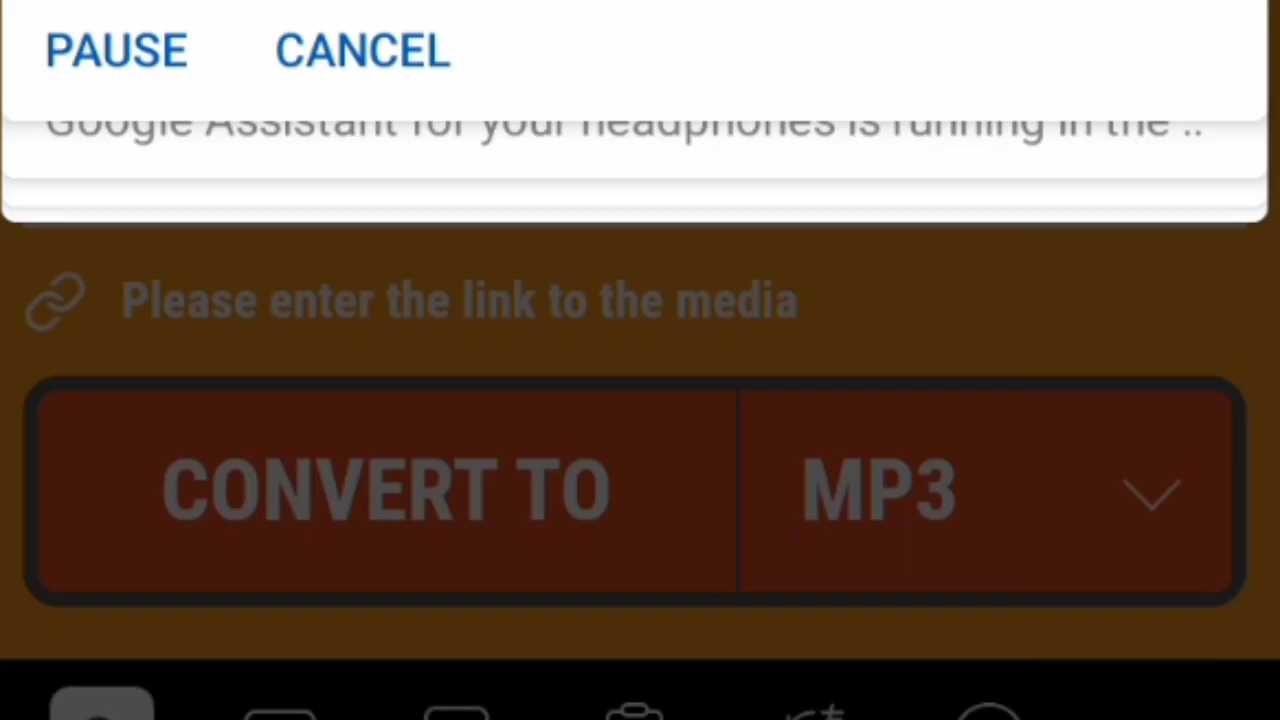 PAUSE CANCEL
Google Assistant for your headphones is running in the ..
Please enter the link to the media
CONVERT TO MP3